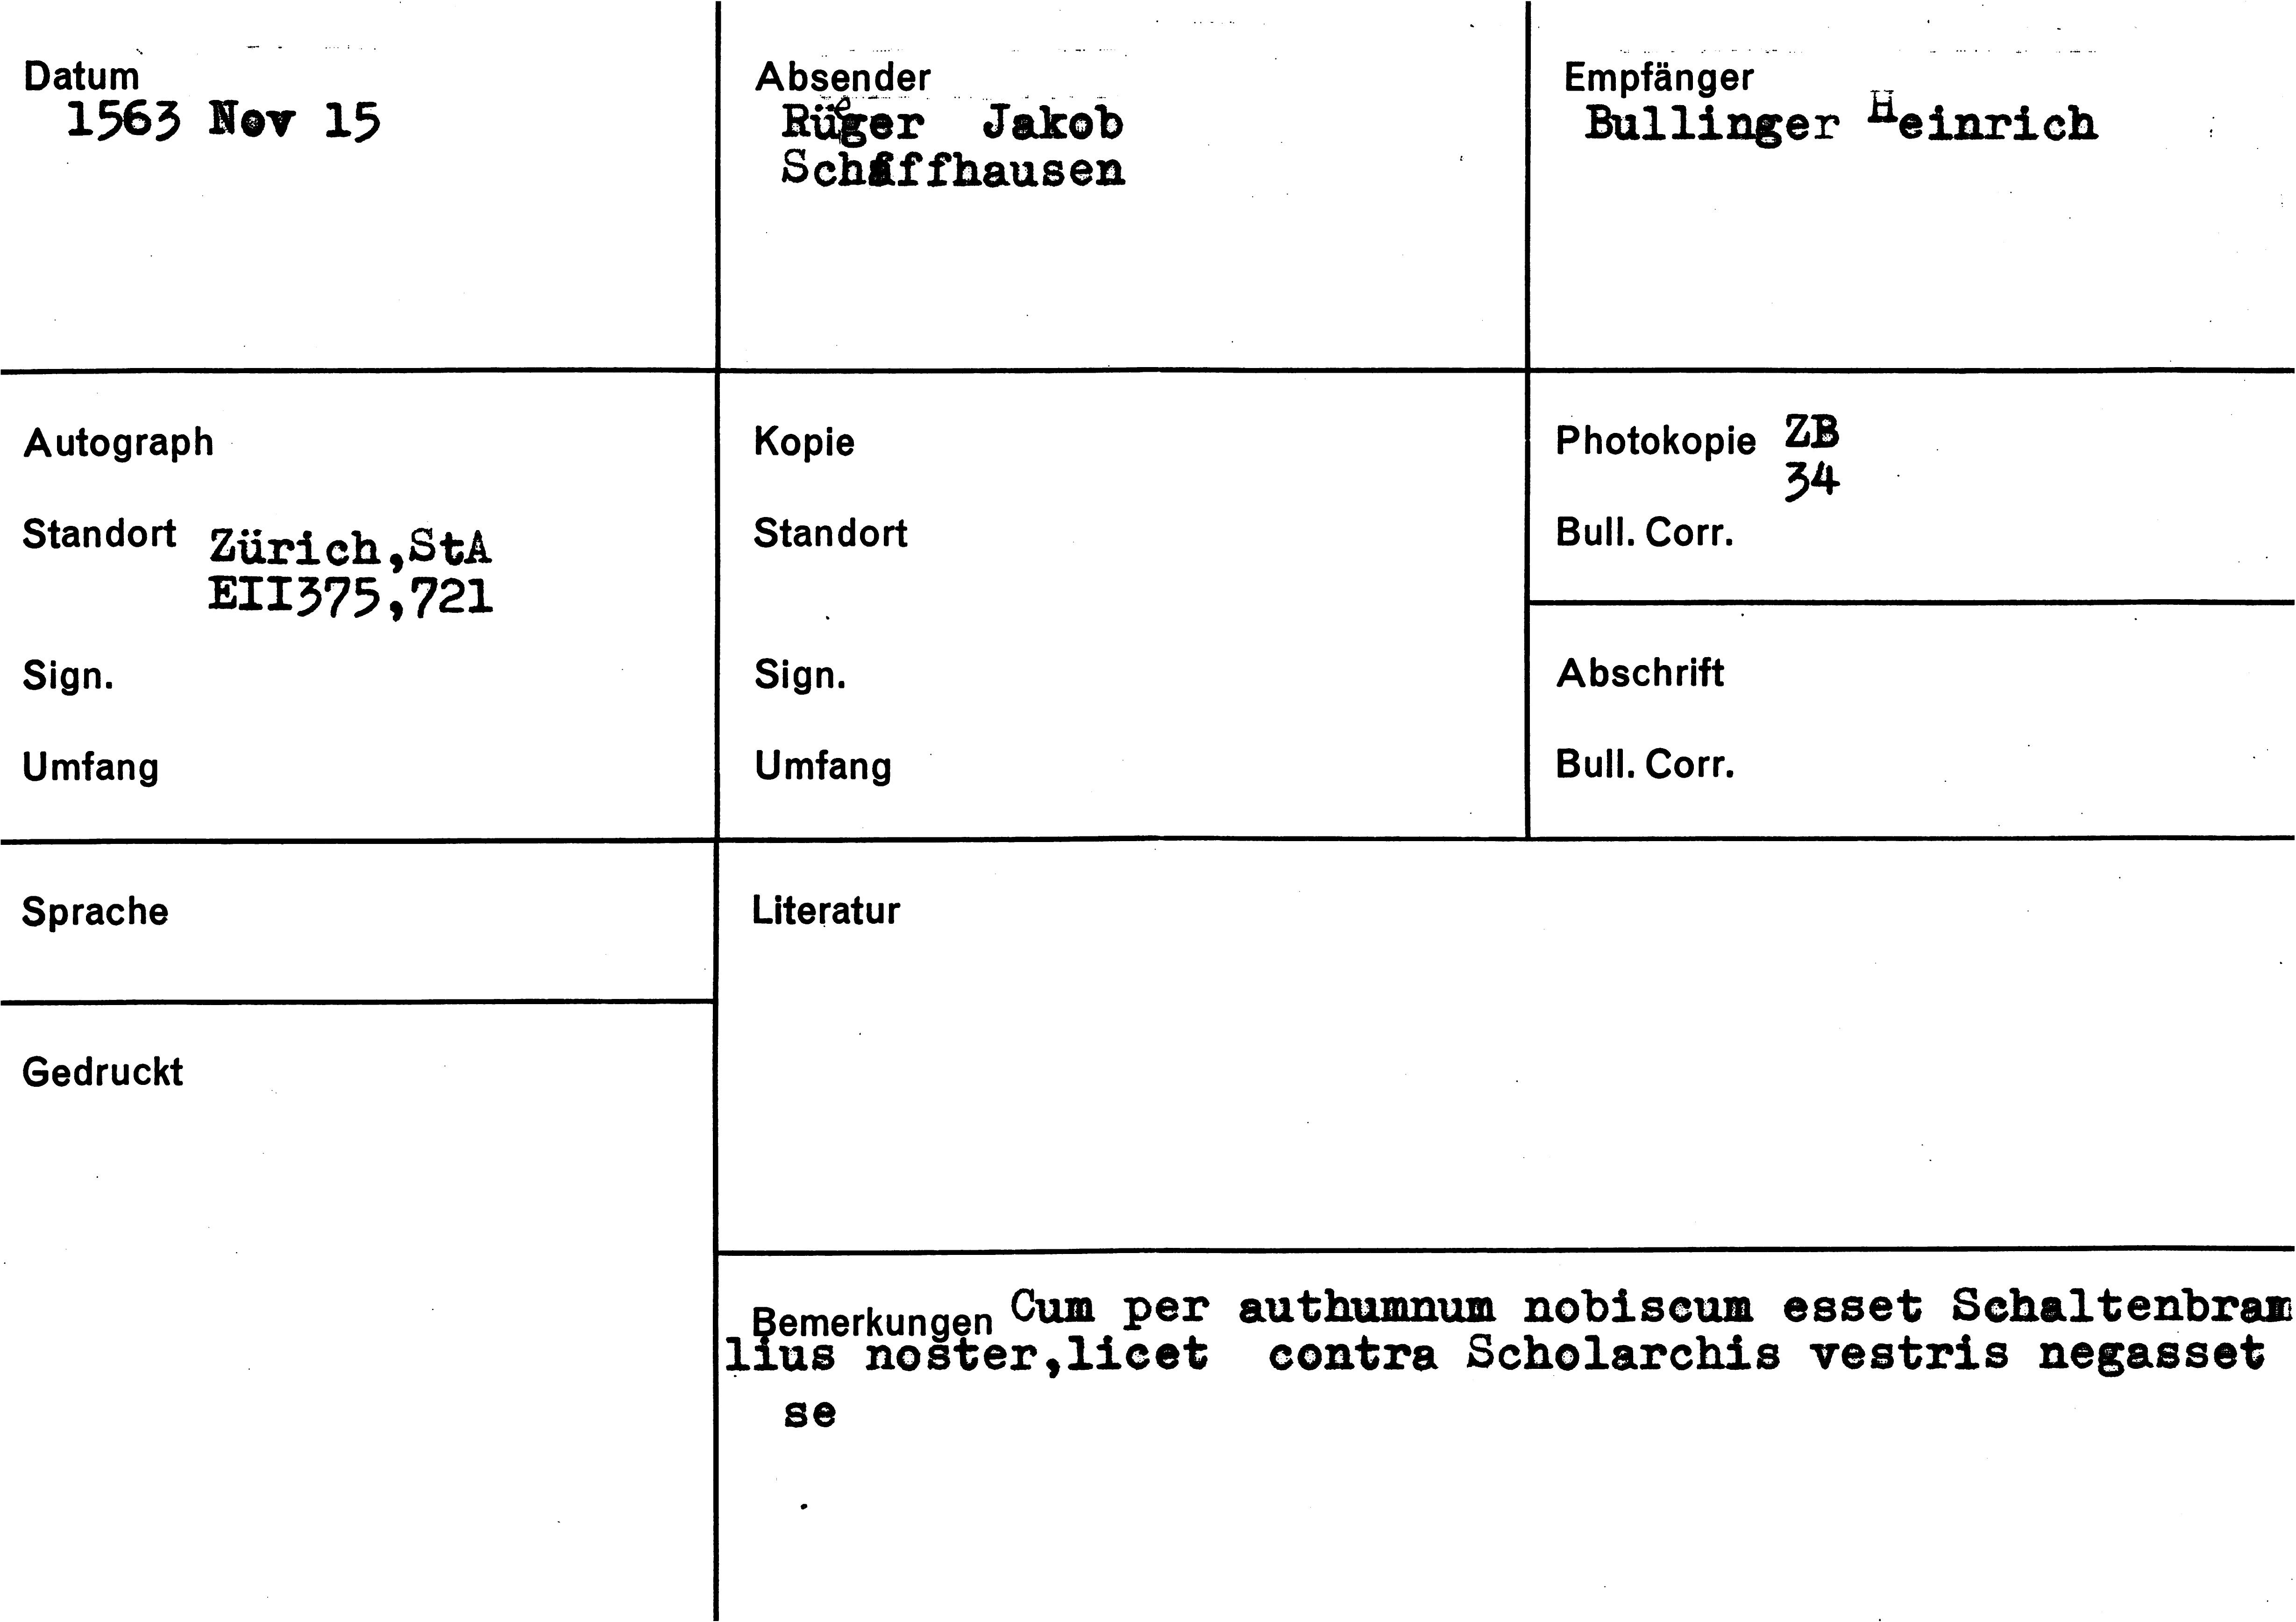 Datum
1563 Nov 15
Absender
Rüeger Jakob
Schaffhausen
Empfänger
Bullinger Heinrich
Autograph
Standort Zürich,StA
EII375,721
Sign.
Umfang
Kopie
Standort
Sign.
Umfang
Photokopie ZB
34
Bull. Corr.
Abschrift
Bull. Corr.
Sprache
Gedruckt
Literatur
Bemerkungen Cum per authumnum nobiscum esset Schaltenbram
lius noster,licet contra Scholarchis vestris negasset
se